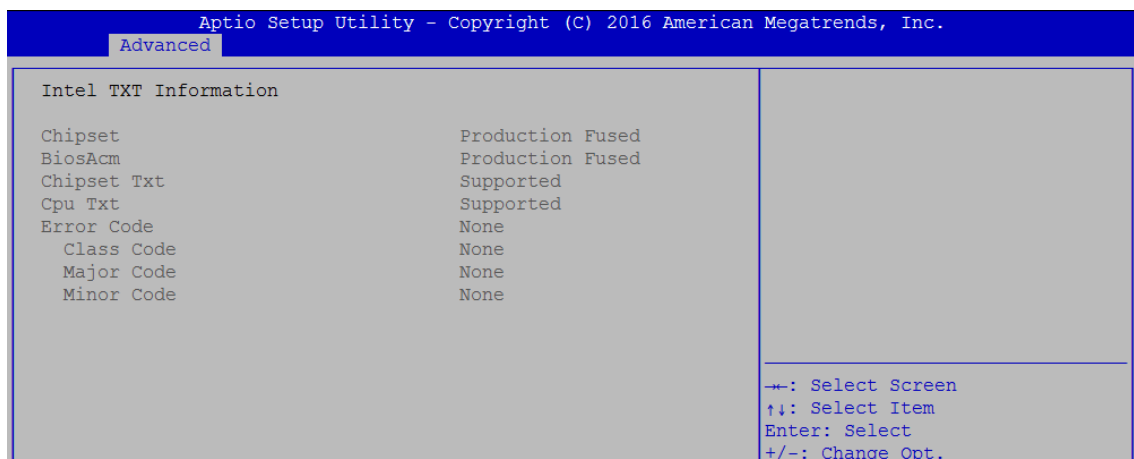 Aptio Setup Utility - Copyright (C) 2016 American Megatrends, Inc.
Advanced
Intel TXT Information
Chipset Production Fused
BiosAcm Production Fused
Chipset Txt Supported
Cpu Txt Supported
Error Code None
Class Code None
Major Code None
Minor Code None
→←: Select Screen
↑↓: Select Item
Enter: Select
+/-: Change Opt.